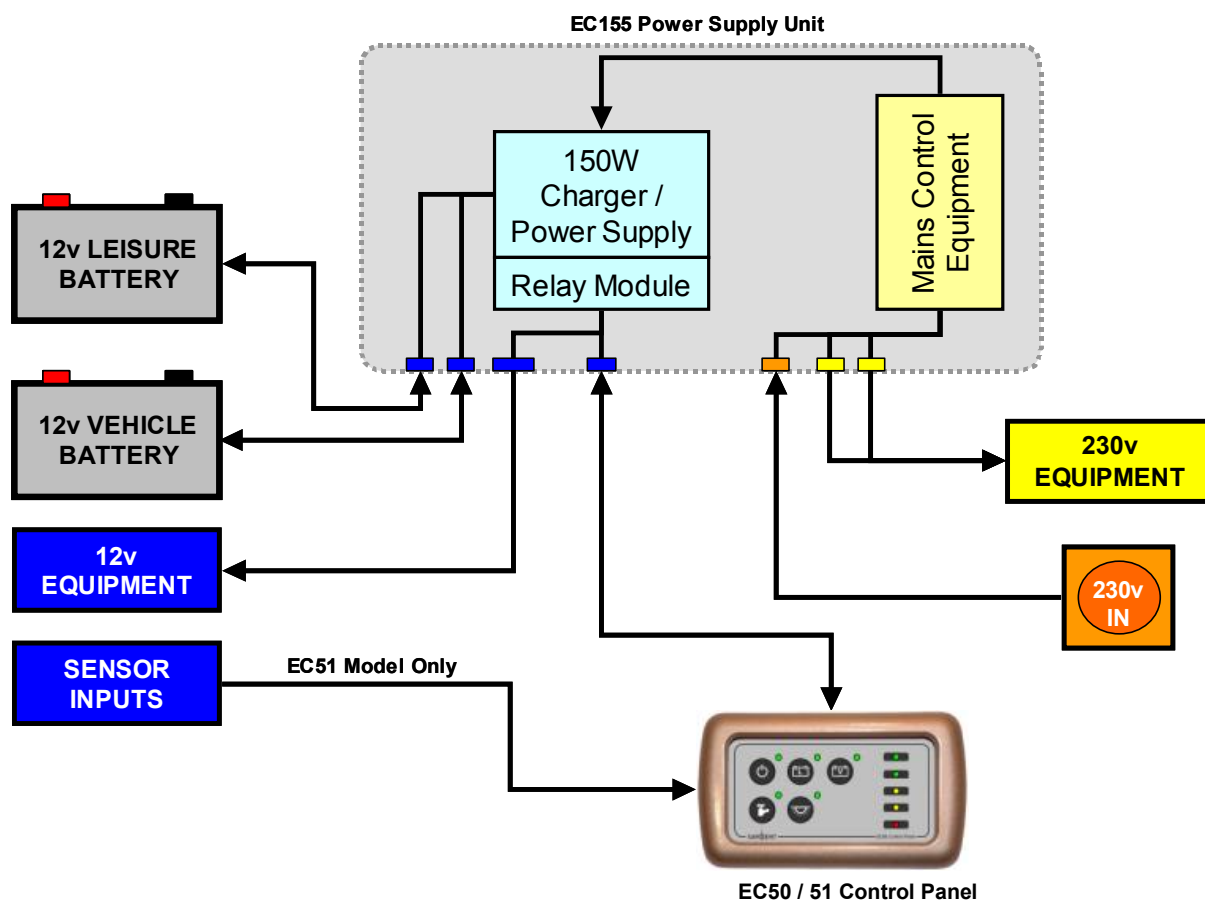 EC155 Power Supply Unit
150W
Charger /
Power Supply
Relay Module
Mains Control
Equipment
12v LEISURE
BATTERY
12v VEHICLE
BATTERY
12v
EQUIPMENT
SENSOR
INPUTS
EC51 Model Only
230v
EQUIPMENT
230v
IN
EC50 / 51 Control Panel